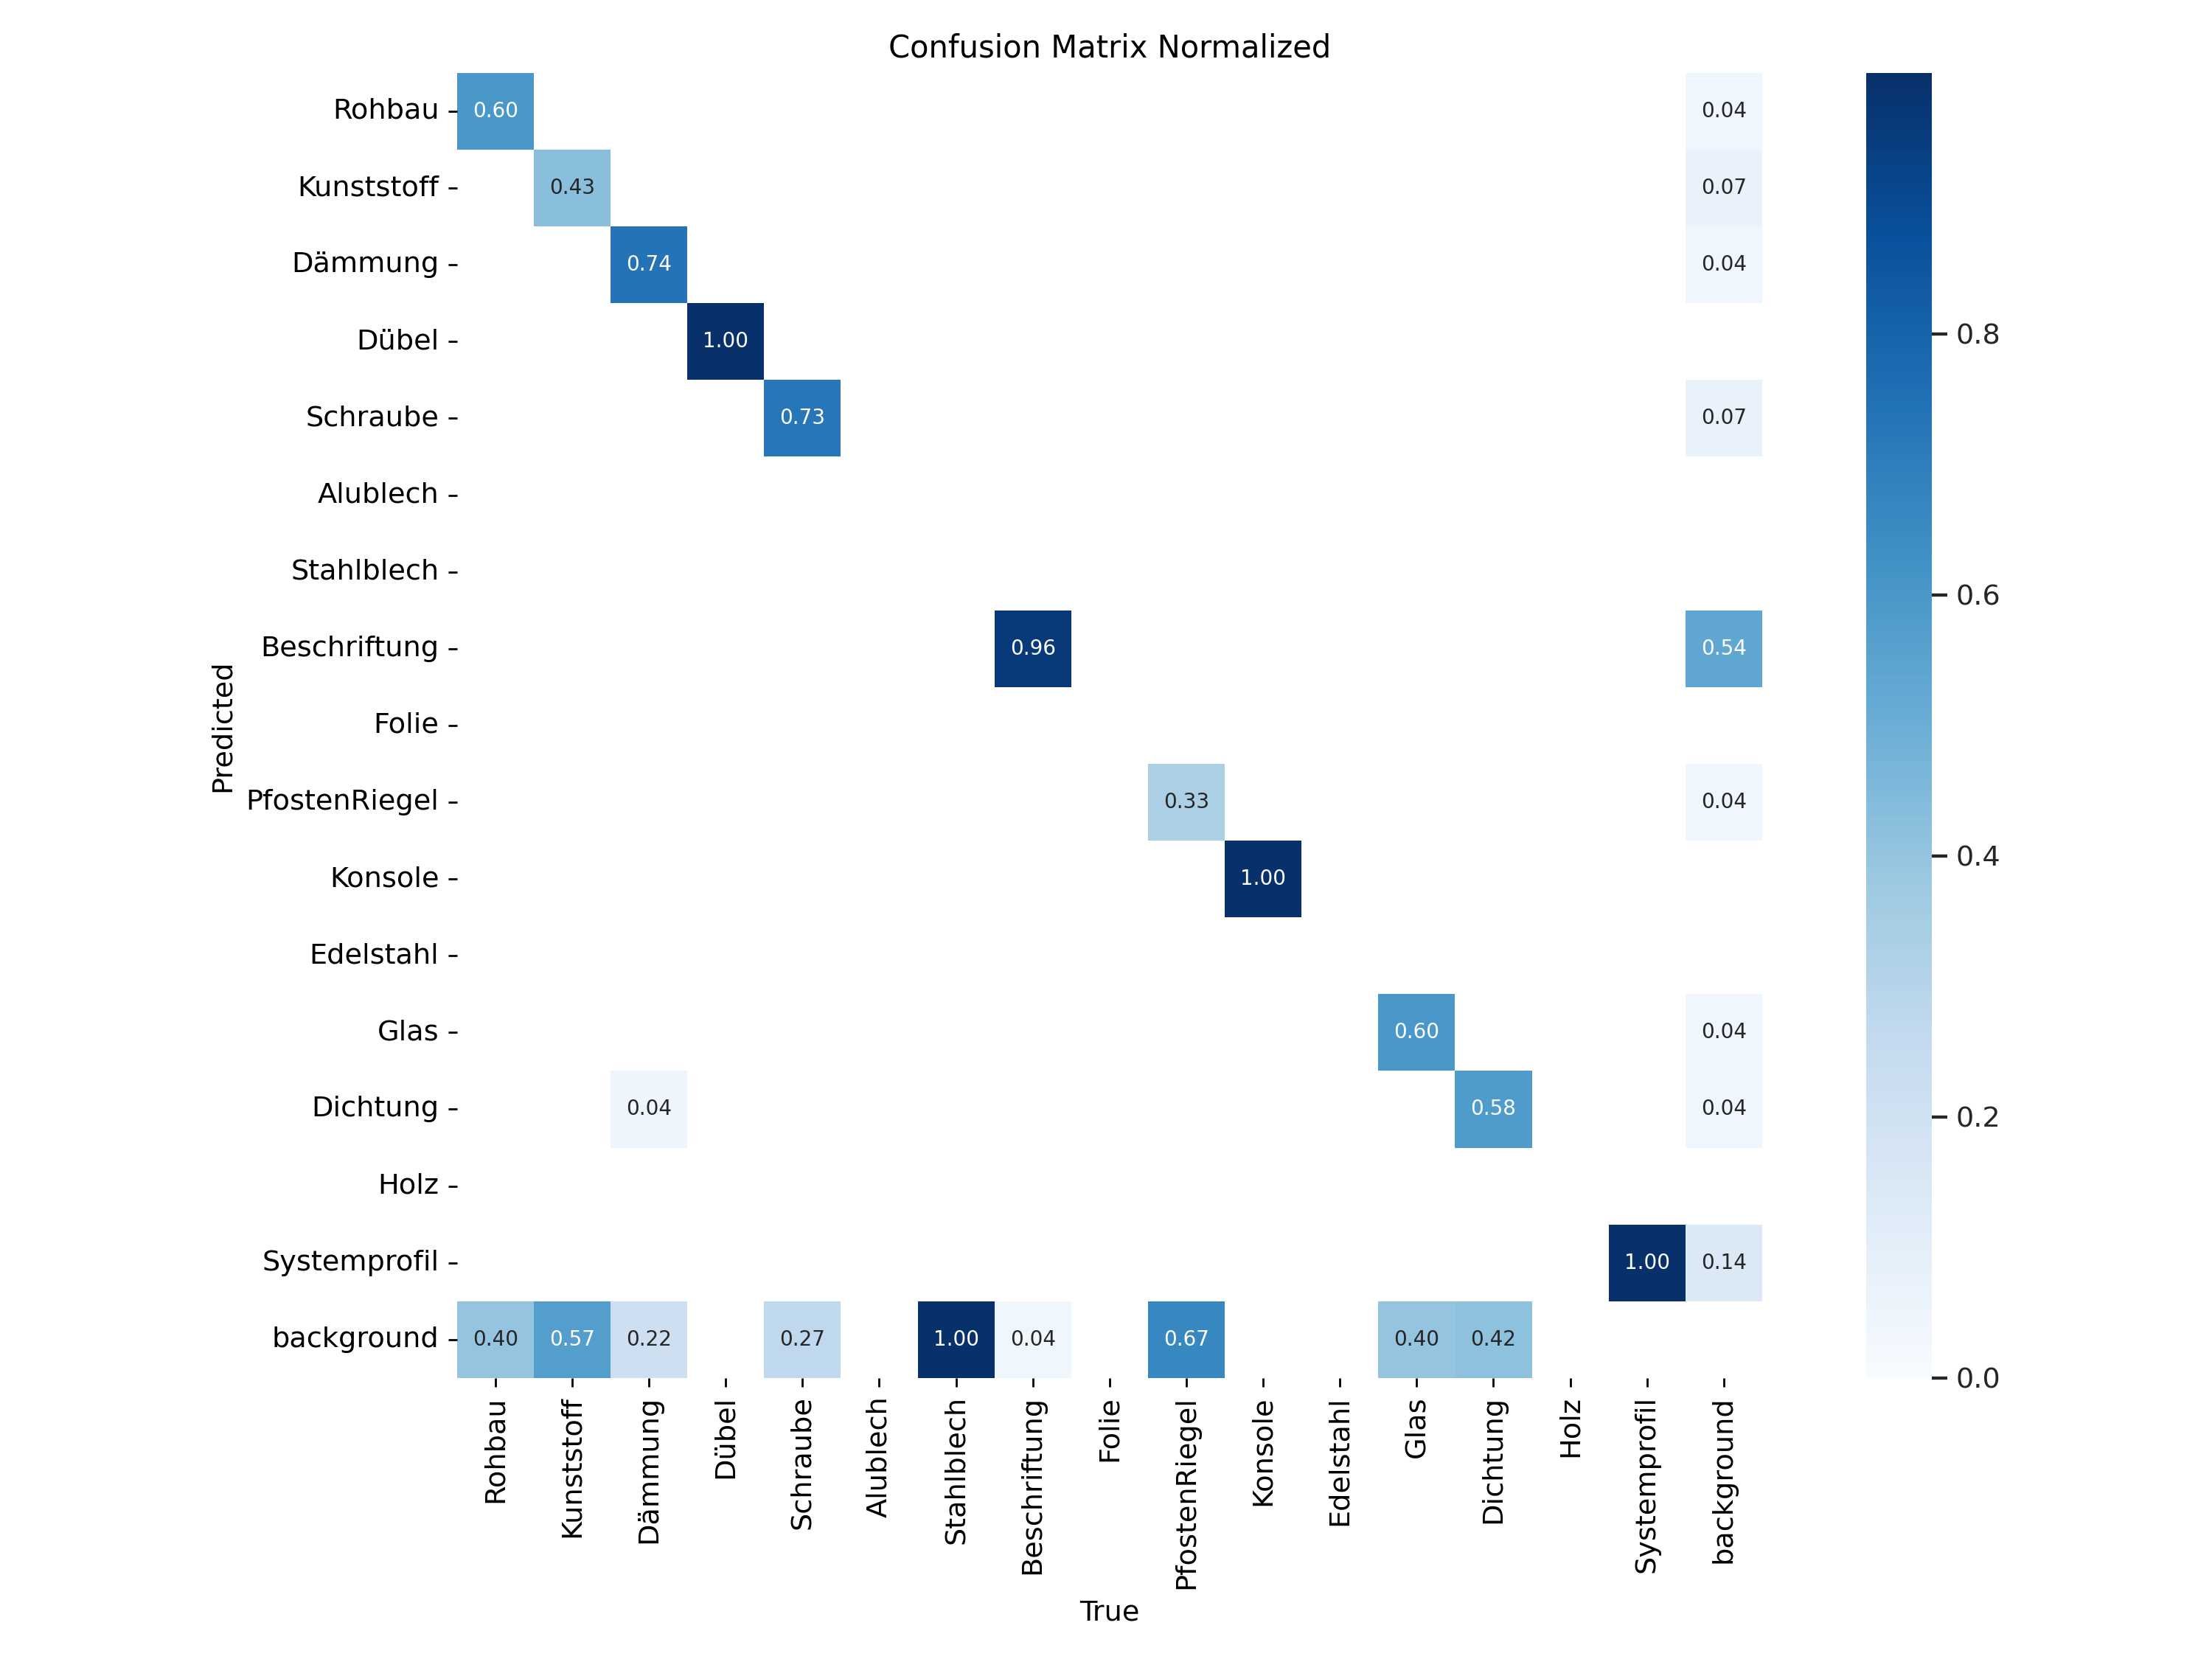 Confusion Matrix Normalized
Rohbau 0.60 0.04
Kunststoff 0.43 0.07
Dämmung 0.74 0.04
Dübel 1.00
Schraube 0.73 0.07
Alublech
Stahlblech
Beschriftung 0.96 0.54
Folie
PfostenRiegel 0.33 0.04
Konsole 1.00
Edelstahl
Glas 0.60 0.04
Dichtung 0.04 0.58 0.04
Holz
Systemprofil 1.00 0.14
background 0.40 0.57 0.22 0.27 1.00 0.04 0.67 0.40 0.42
Predicted
Rohbau
Kunststoff
Dämmung
Dübel
Schraube
Alublech
Stahlblech
Beschriftung
Folie
PfostenRiegel
Konsole
Edelstahl
Glas
Dichtung
Holz
Systemprofil
background
True
0.8
0.6
0.4
0.2
0.0